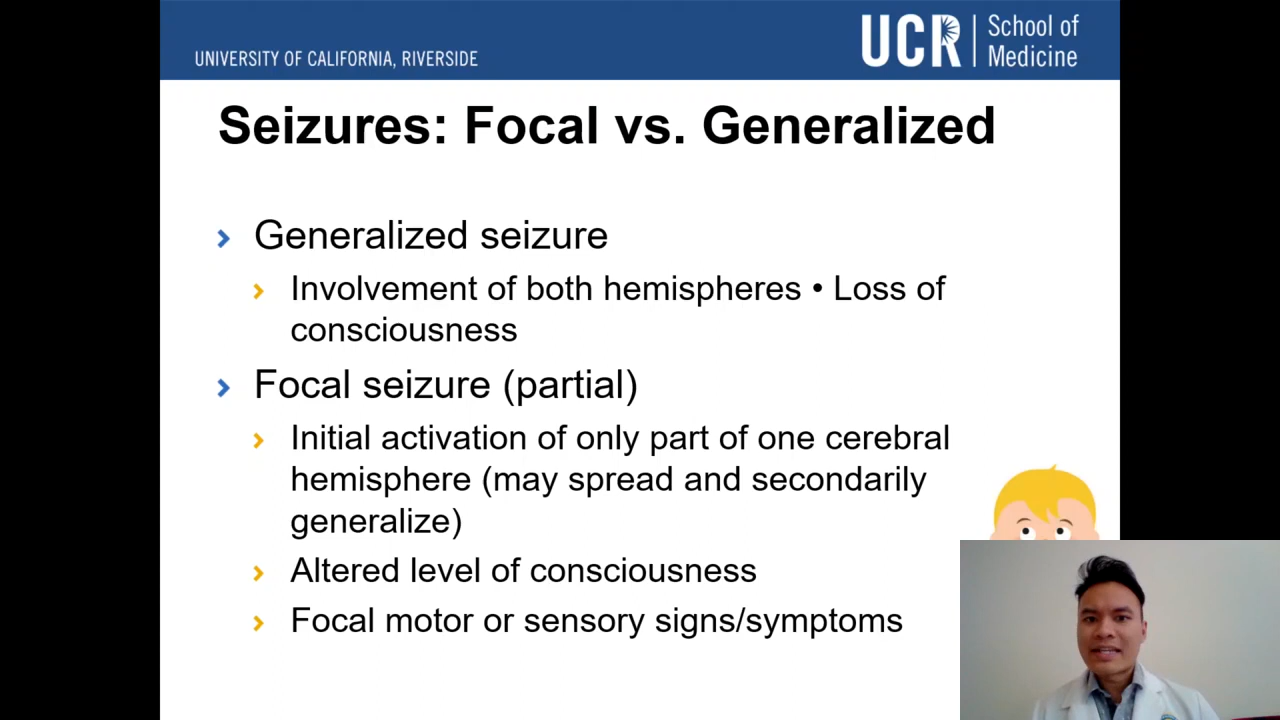 UNIVERSITY OF CALIFORNIA, RIVERSIDE
UCR School of
Medicine
Seizures: Focal vs. Generalized
Generalized seizure
Involvement of both hemispheres • Loss of
consciousness
Focal seizure (partial)
Initial activation of only part of one cerebral
hemisphere (may spread and secondarily
generalize)
Altered level of consciousness
Focal motor or sensory signs/symptoms